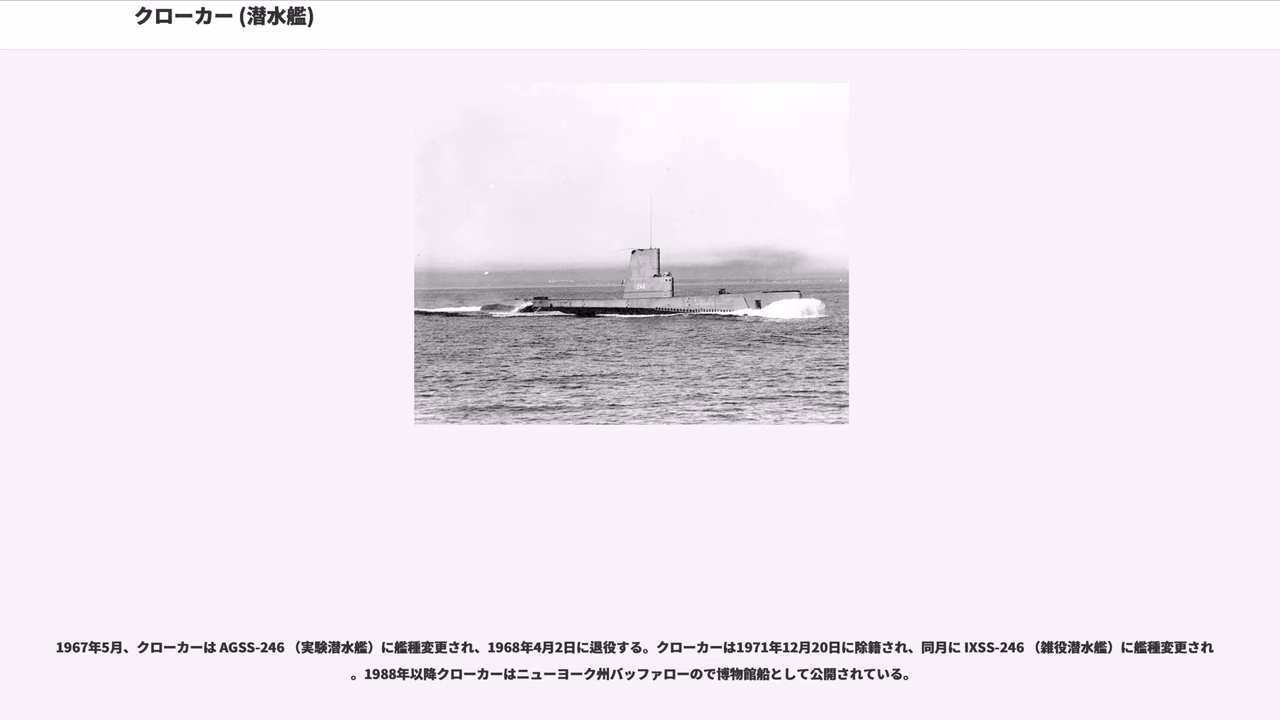 クローカー (潜水艦)
1967年5月、クローカーは AGSS-246 （実験潜水艦）に艦種変更され、1968年4月2日に退役する。クローカーは1971年12月20日に除籍され、同月に IXSS-246 （雑役潜水艦）に艦種変更され
。1988年以降クローカーはニューヨーク州バッファローので博物館船として公開されている。